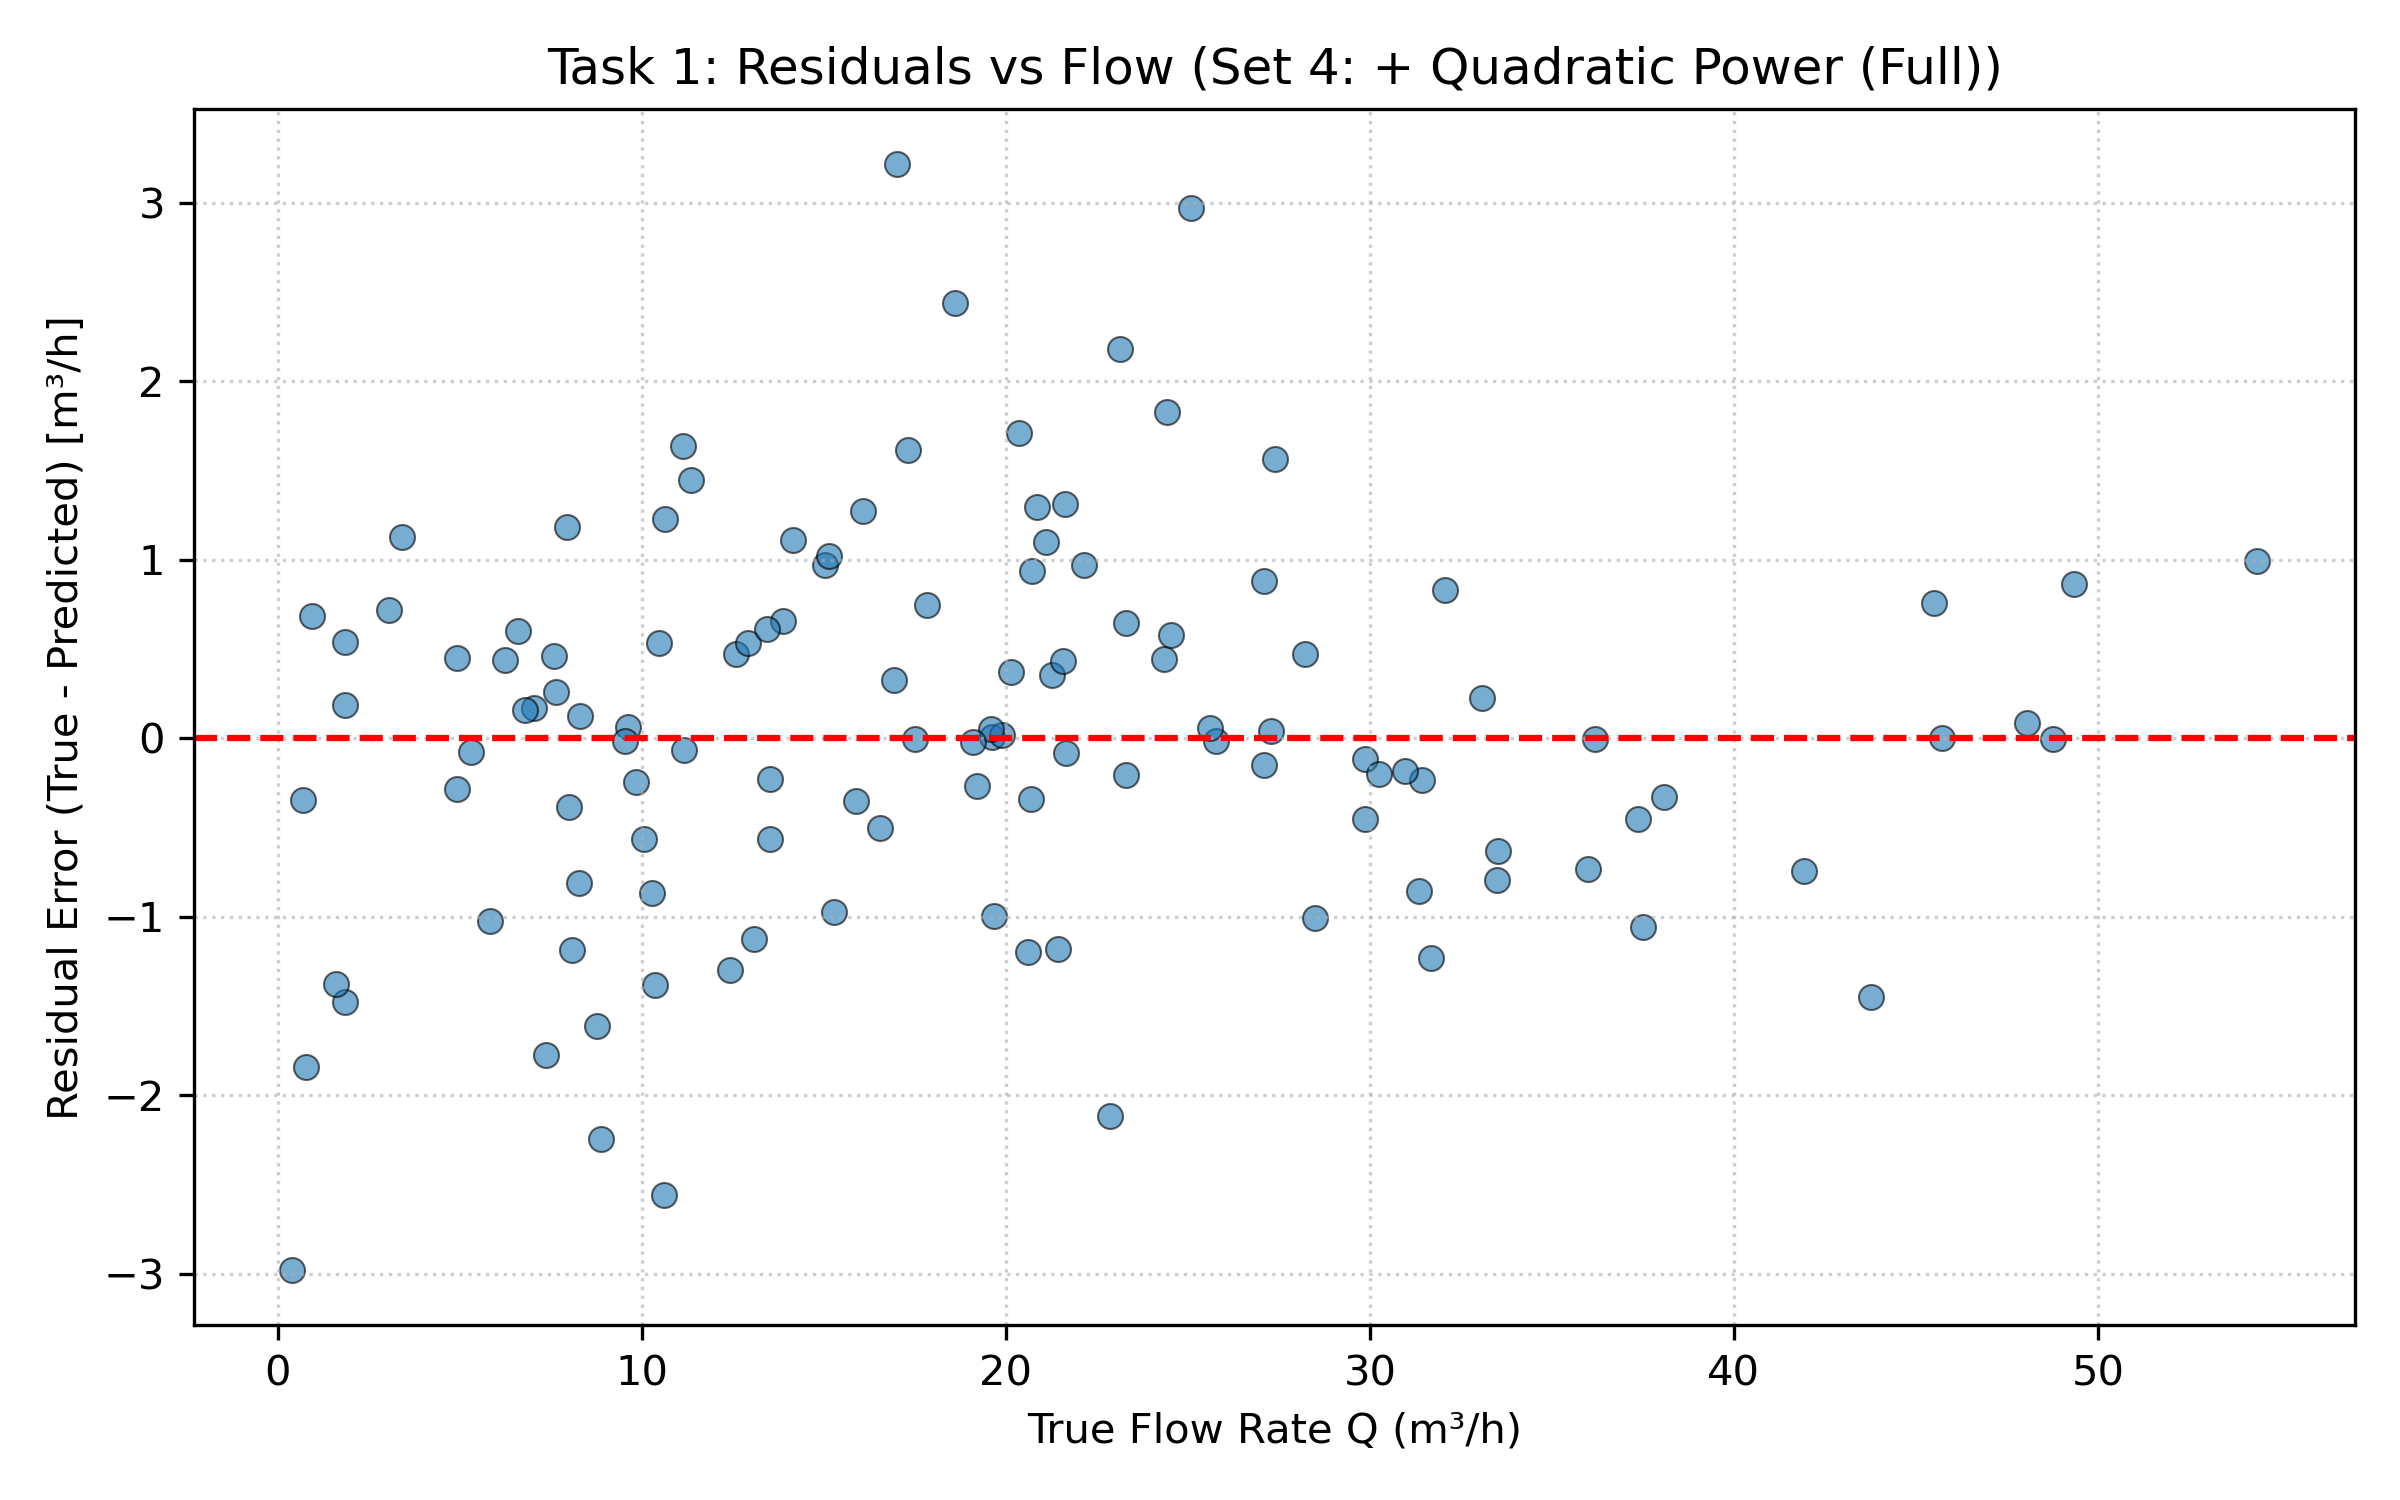 Task 1: Residuals vs Flow (Set 4: + Quadratic Power (Full))
Residual Error (True - Predicted) [m³/h]
3
2
1
0
−1
−2
−3
0 10 20 30 40 50
True Flow Rate Q (m³/h)